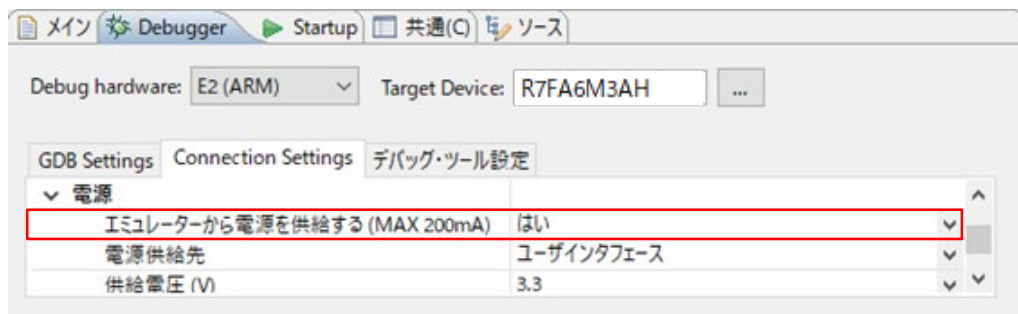 メイン Debugger Startup 共通(C) ソース
Debug hardware: E2 (ARM) Target Device: R7FA6M3AH ...
GDB Settings Connection Settings デバッグ・ツール設定
電源
エミュレーターから電源を供給する (MAX 200mA) はい
電源供給先 ユーザインタフェース
供給電圧 (V) 3.3